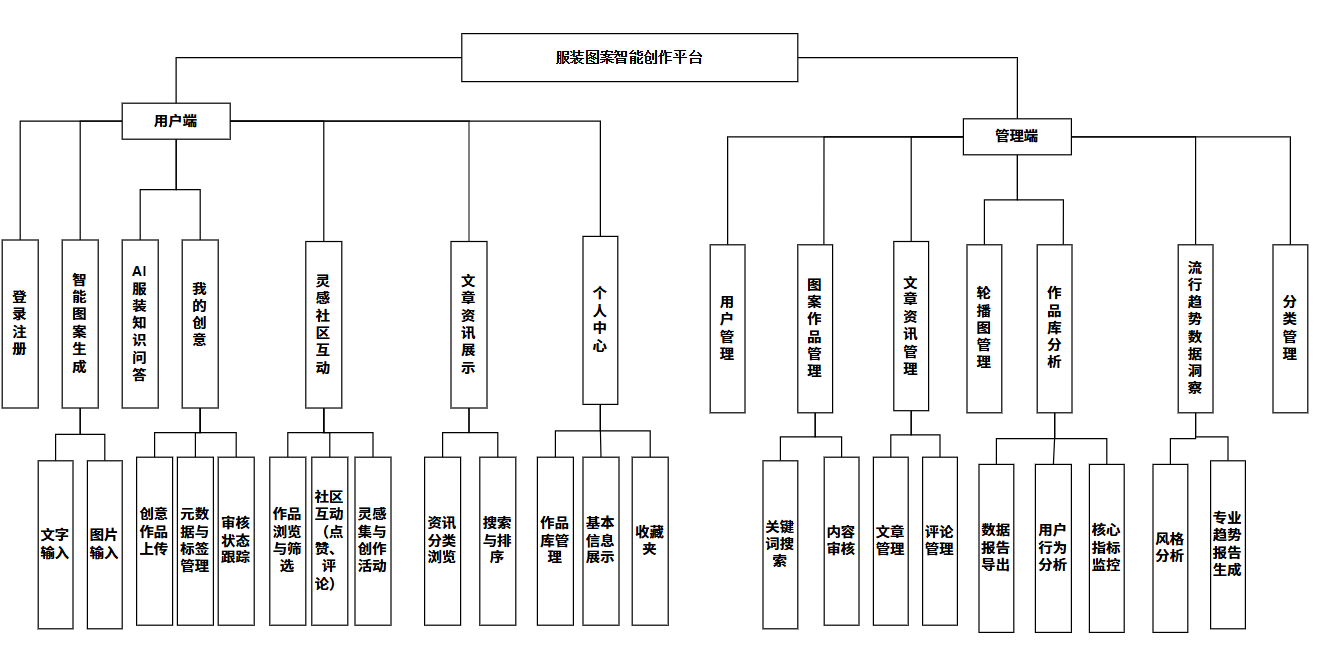 服装图案智能创作平台
用户端
管理端
登录注册
智能图案生成
AI服装知识问答
我的创意
灵感社区互动
文章资讯展示
个人中心
用户管理
图案作品管理
文章资讯管理
轮播图管理
作品库分析
流行趋势数据洞察
分类管理
文字
输入
图片
输入
创意
作品
上传
元数
据与
标签
管理
审核
状态
跟踪
作品
浏览
与筛
选
社区
互动
（点
赞、
评
论）
灵感
集与
创作
活动
资讯
分类
浏览
搜索
与排
序
作品
库管
理
基本
信息
展示
收藏
夹
关键
词搜
索
内容
审核
文章
管理
评论
管理
数据
报告
导出
用户
行为
分析
核心
指标
监控
风格
分析
专业
趋势
报告
生成